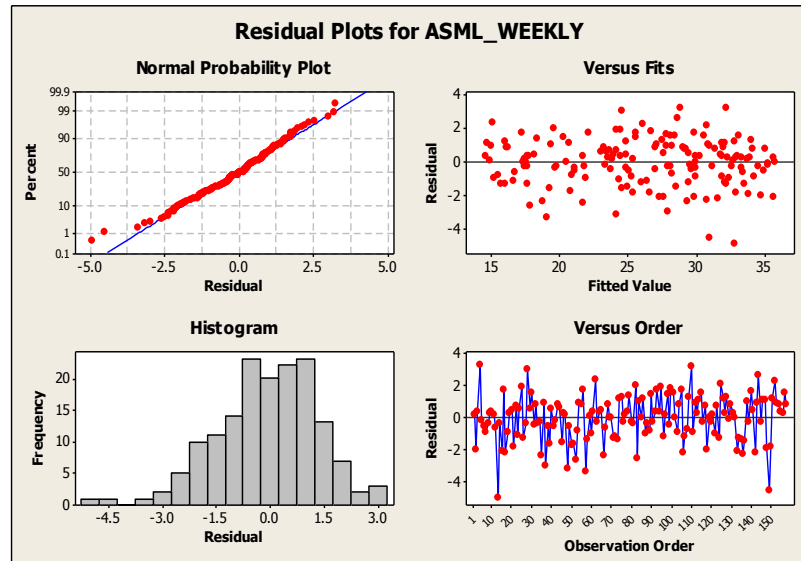 Residual Plots for ASML_WEEKLY
Normal Probability Plot
99.9
99
90
50
10
1
0.1
Percent
-5.0 -2.5 0.0 2.5 5.0
Residual
Versus Fits
4
2
0
-2
-4
Residual
15 20 25 30 35
Fitted Value
Histogram
20
15
10
5
0
Frequency
-4.5 -3.0 -1.5 0.0 1.5 3.0
Residual
Versus Order
4
2
0
-2
-4
Residual
1 10 20 30 40 50 60 70 80 90 100 110 120 130 140 150
Observation Order